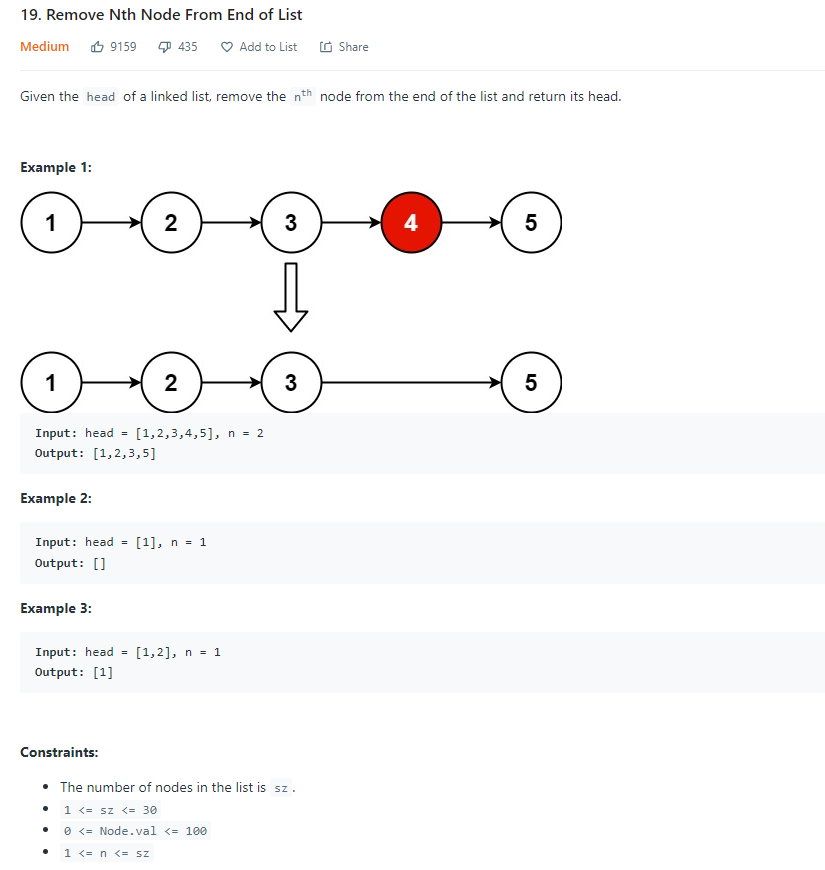 19. Remove Nth Node From End of List
Medium 9159 435 Add to List Share
Given the head of a linked list, remove the nth node from the end of the list and return its head.
Example 1:
1 2 3 4 5
1 2 3 5
Input: head = [1,2,3,4,5], n = 2
Output: [1,2,3,5]
Example 2:
Input: head = [1], n = 1
Output: []
Example 3:
Input: head = [1,2], n = 1
Output: [1]
Constraints:
• The number of nodes in the list is sz.
• 1 <= sz <= 30
• 0 <= Node.val <= 100
• 1 <= n <= sz